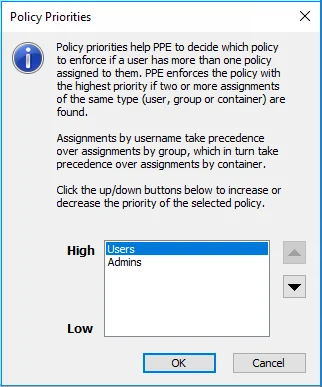 Policy Priorities
Policy priorities help PPE to decide which policy
to enforce if a user has more than one policy
assigned to them. PPE enforces the policy with
the highest priority if two or more assignments
of the same type (user, group or container) are
found.
Assignments by username take precedence
over assignments by group, which in turn take
precedence over assignments by container.
Click the up/down buttons below to increase or
decrease the priority of the selected policy.
High
Users
Admins
Low
OK
Cancel